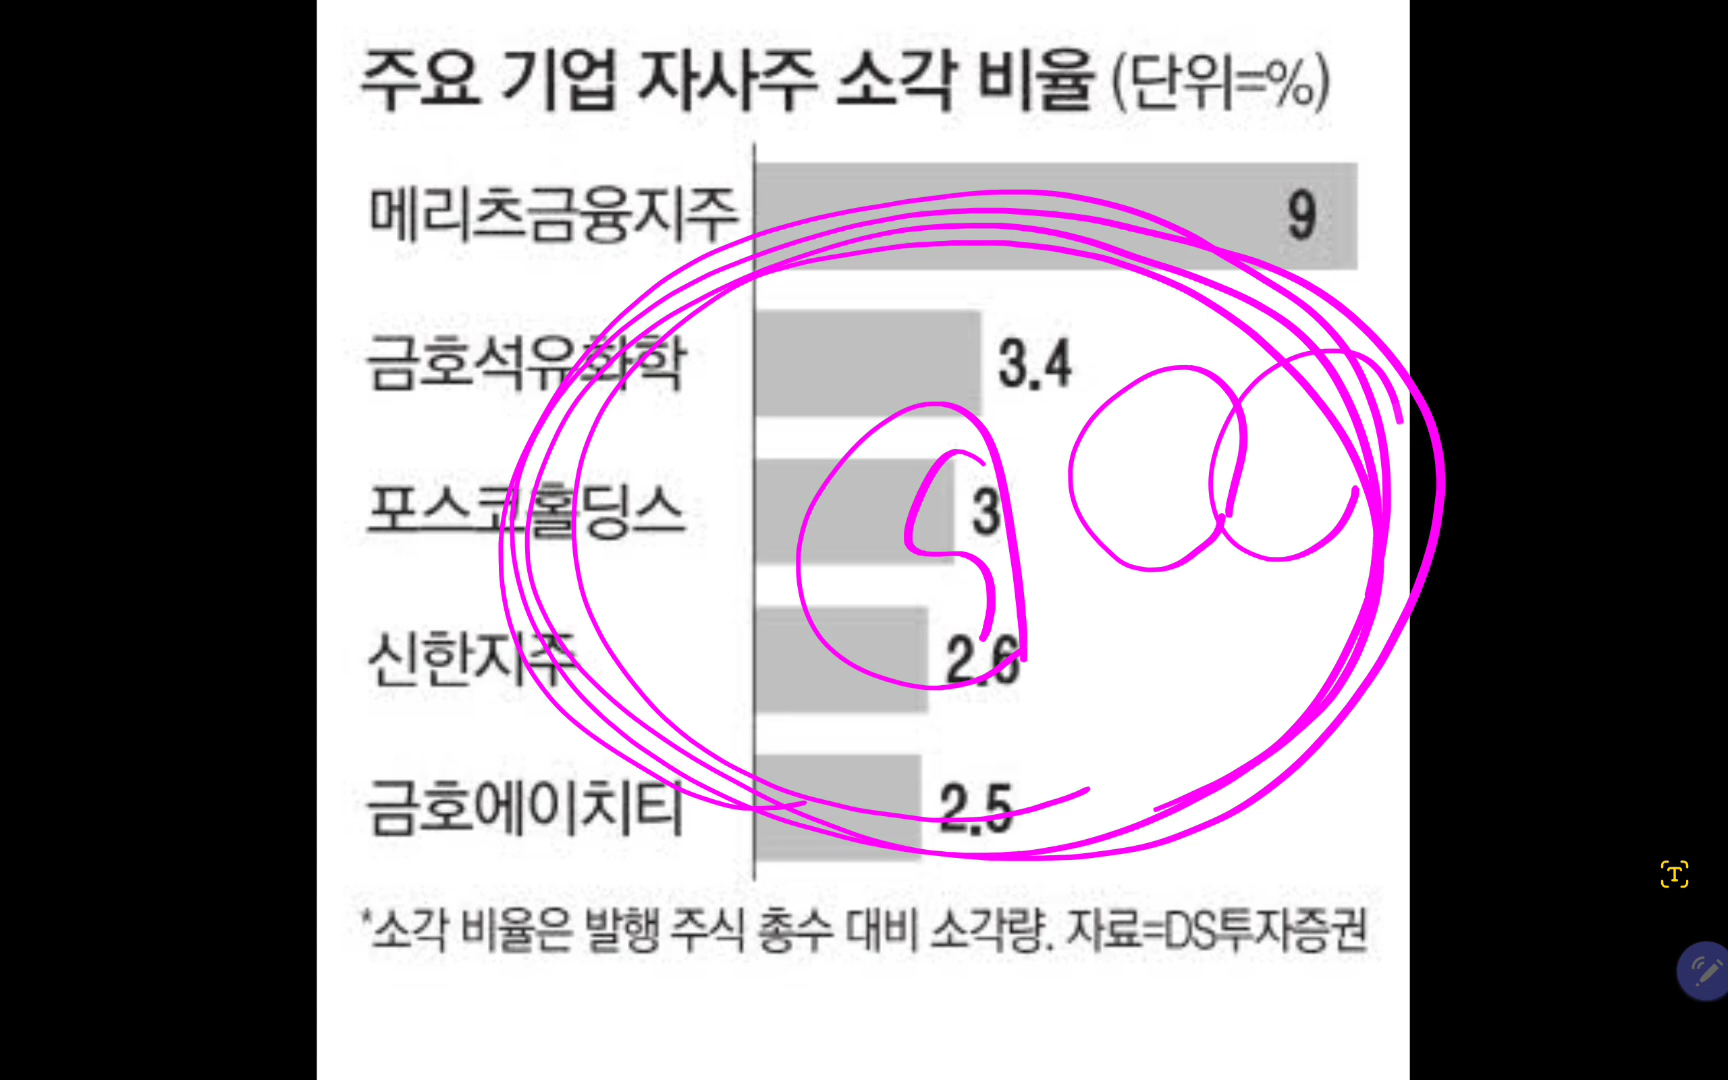 주요 기업 자사주 소각 비율 (단위=%)
메리츠금융지주 9
금호석유화학 3.4
포스코홀딩스 3
신한지주 2.6
금호에이치티 2.5
*소각 비율은 발행 주식 총수 대비 소각량. 자료=DS투자증권